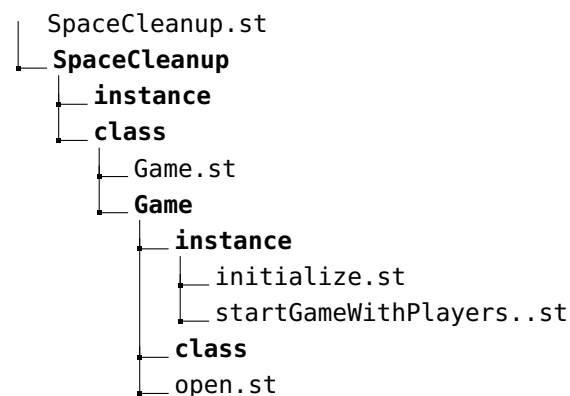 SpaceCleanup.st
SpaceCleanup
instance
class
Game.st
Game
instance
initialize.st
startGameWithPlayers..st
class
open.st